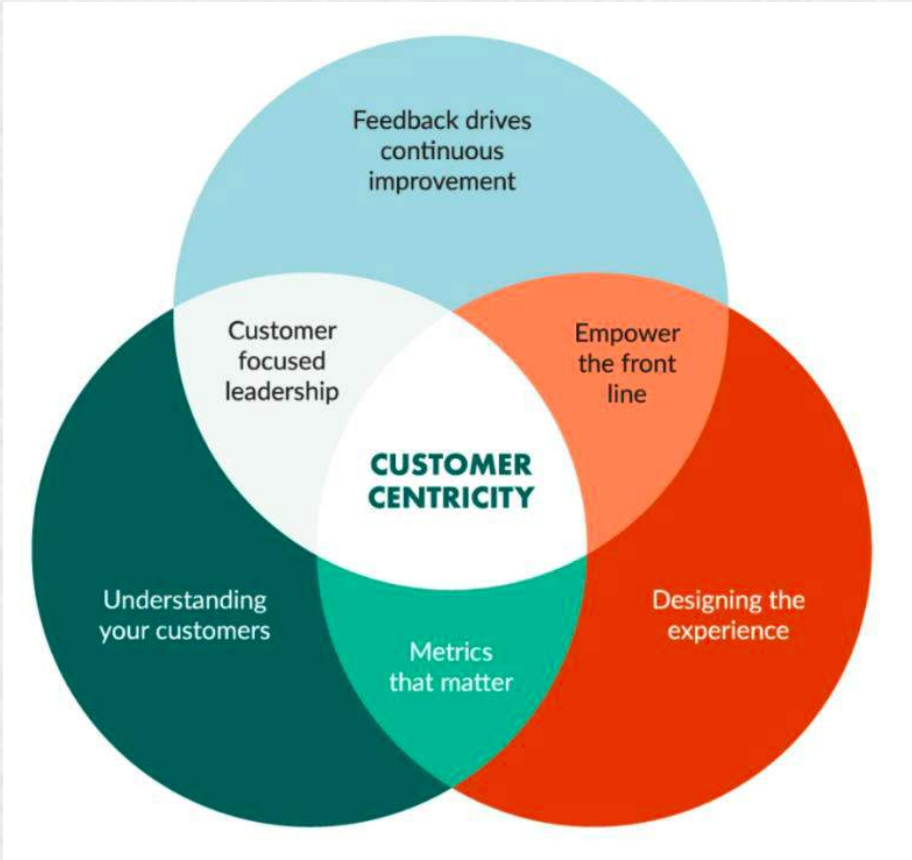 Feedback drives
continuous
improvement
Customer
focused
leadership
Empower
the front
line
CUSTOMER
CENTRICITY
Understanding
your customers
Designing the
experience
Metrics
that matter